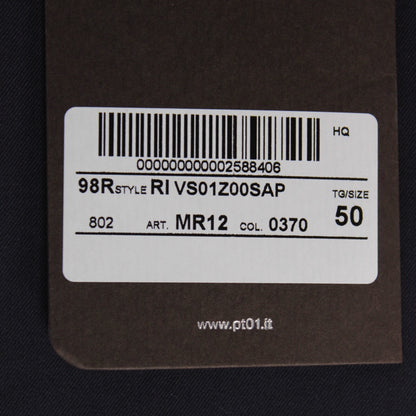 HQ
000000000002588406
98R STYLE RI VS01Z00SAP TG/SIZE
802 ART. MR12 COL. 0370 50
www.pt01.it